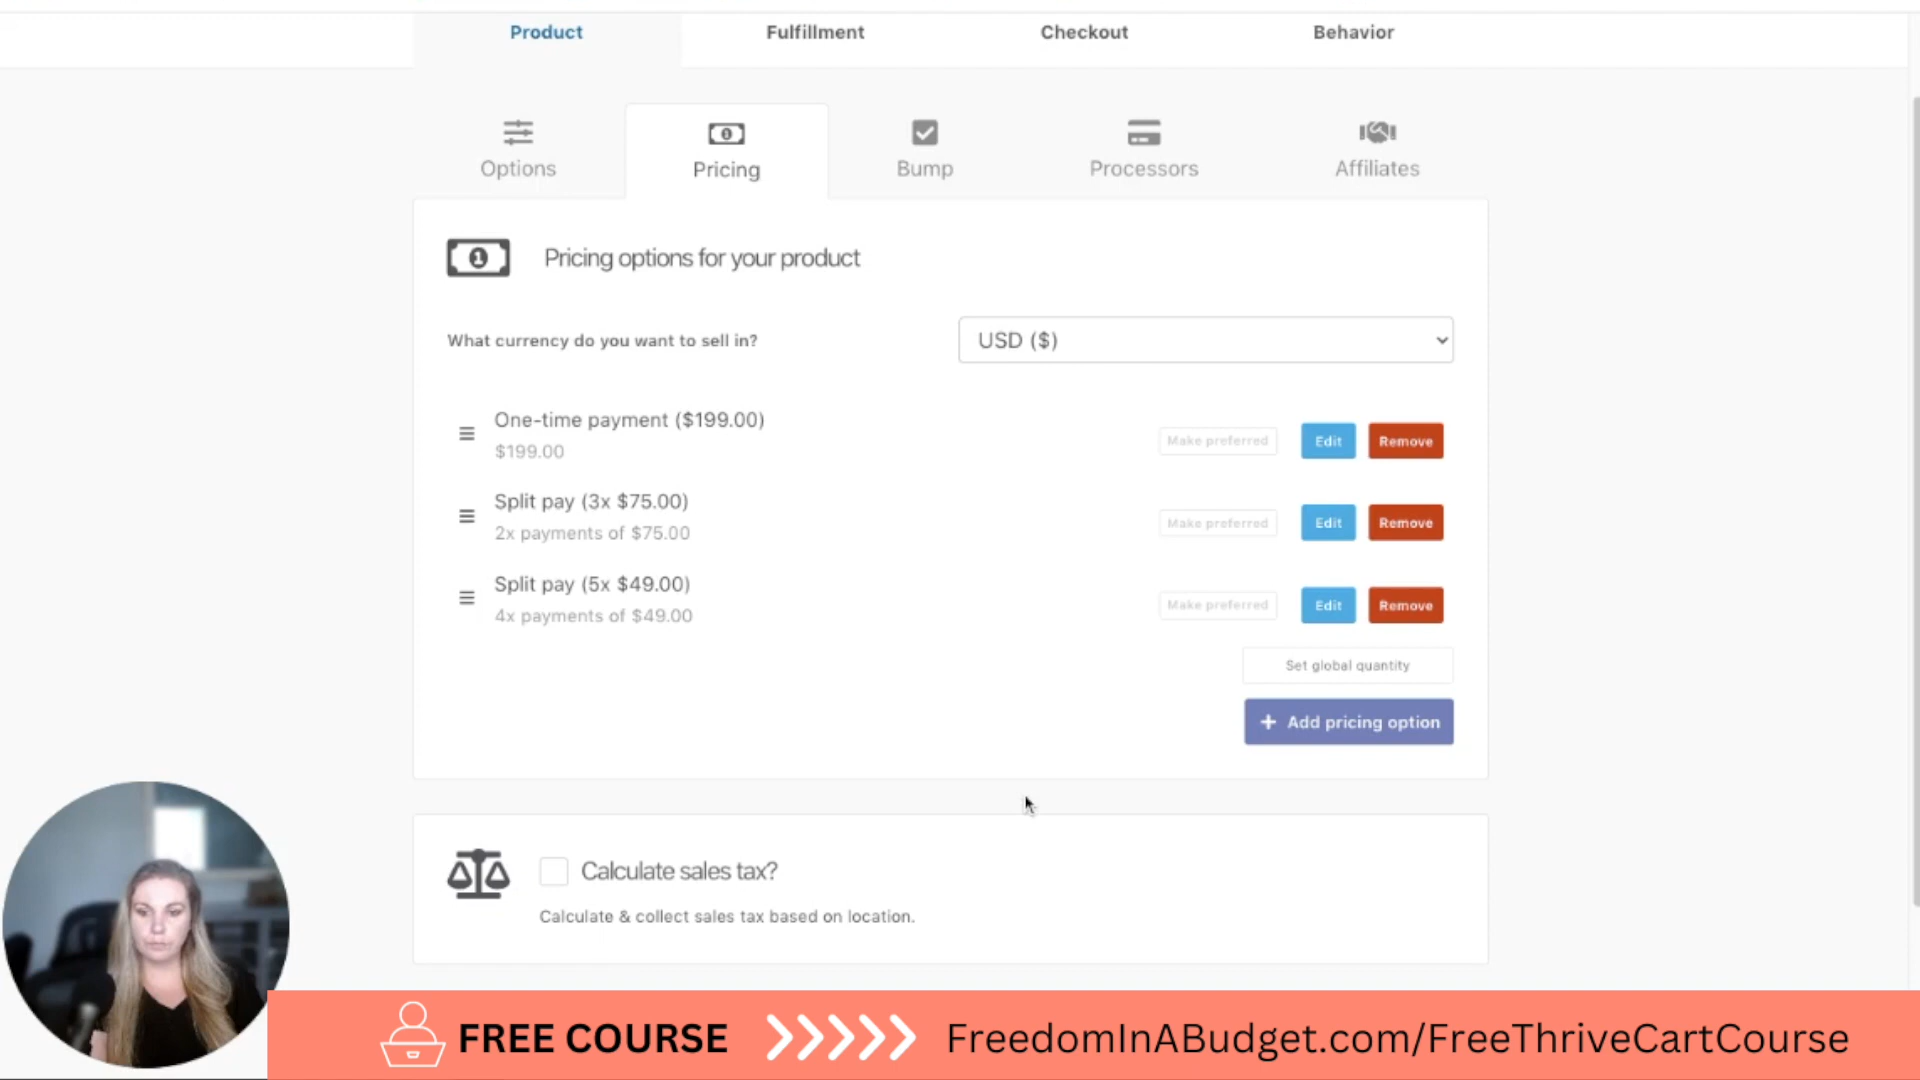 Product
Fulfillment
Checkout
Behavior
Options
Pricing
Bump
Processors
Affiliates
Pricing options for your product
What currency do you want to sell in?
USD ($)
One-time payment ($199.00)
$199.00
Make preferred
Edit
Remove
Split pay (3x $75.00)
2x payments of $75.00
Make preferred
Edit
Remove
Split pay (5x $49.00)
4x payments of $49.00
Make preferred
Edit
Remove
Set global quantity
+ Add pricing option
Calculate sales tax?
Calculate & collect sales tax based on location.
FREE COURSE
FreedomInABudget.com/FreeThriveCartCourse